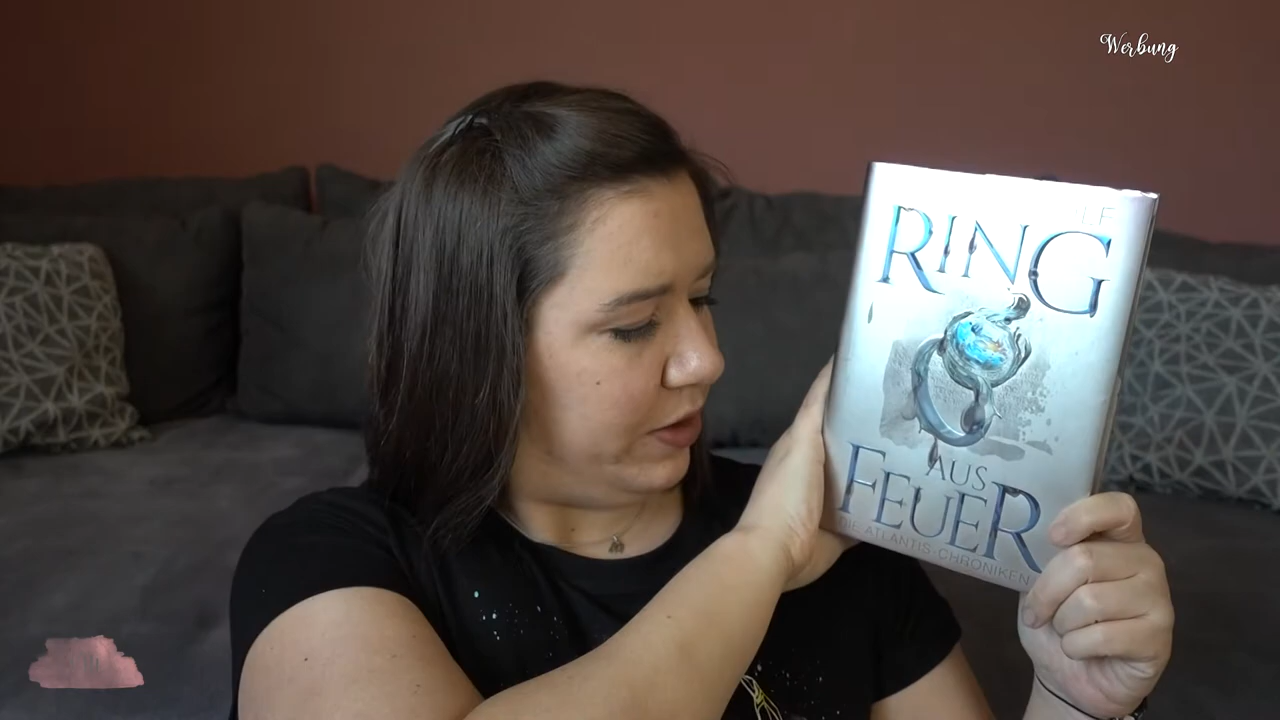 Werbung
RING
AUS
FEUER
DIE ATLANTIS-CHRONIKEN